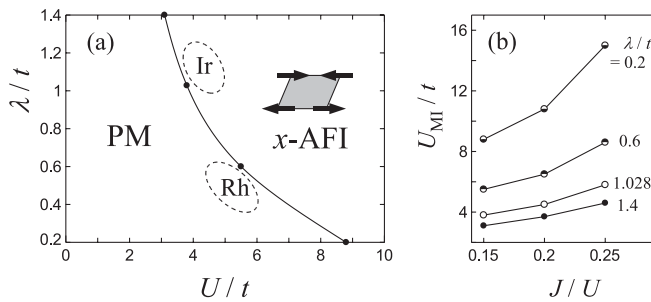 (a)
λ/t
1.4
1.2
1
0.8
0.6
0.4
0.2
PM
Ir
Rh
x-AFI
0 2 4 6 8 10
U/t
(b)
U_MI/t
16
12
8
4
λ/t
= 0.2
0.6
1.028
1.4
0.15 0.2 0.25
J/U